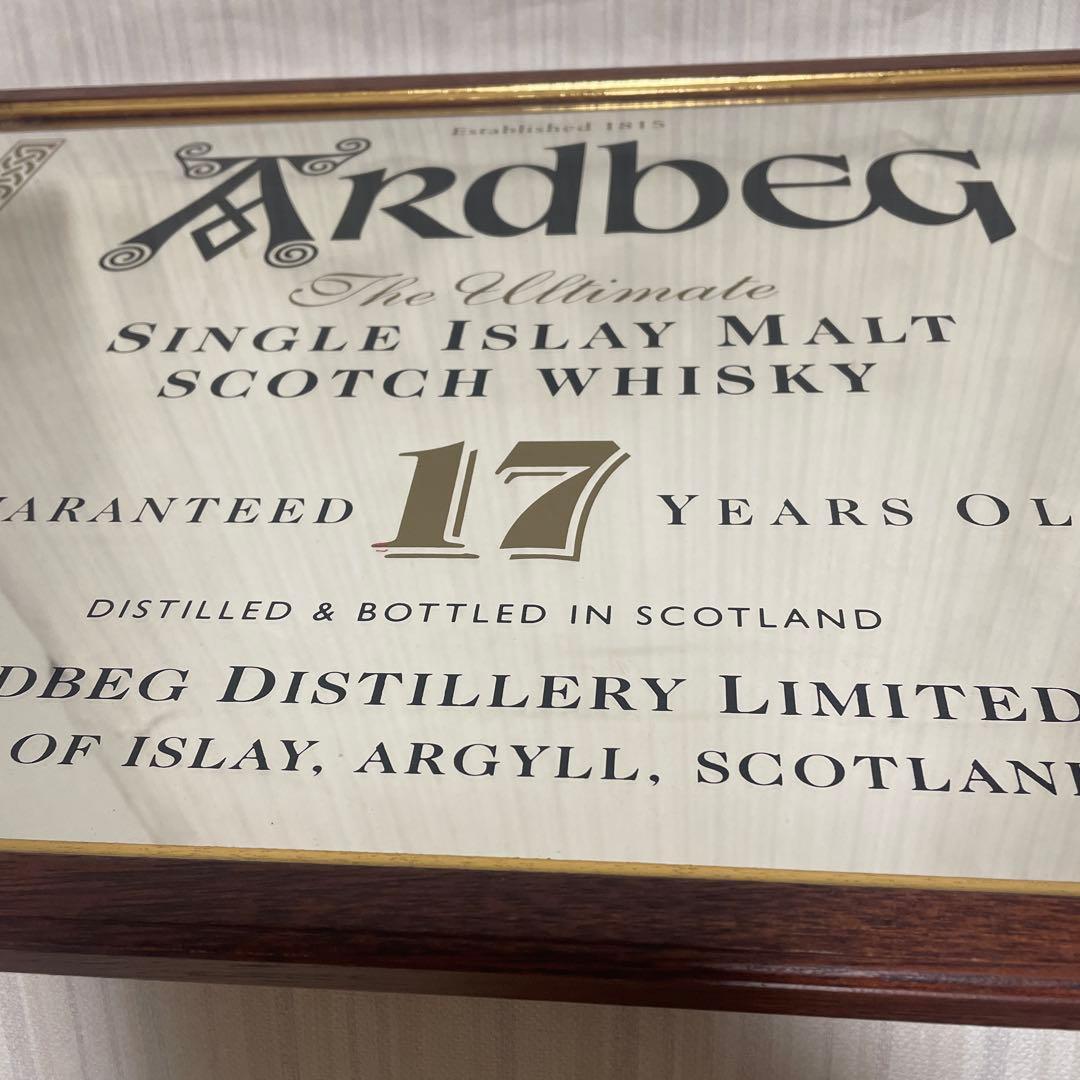 Established 1815
Ardbeg
The Ultimate
SINGLE ISLAY MALT
SCOTCH WHISKY
ARANTEED 17 YEARS OL
DISTILLED & BOTTLED IN SCOTLAND
DBEG DISTILLERY LIMITED
OF ISLAY, ARGYLL, SCOTLAN